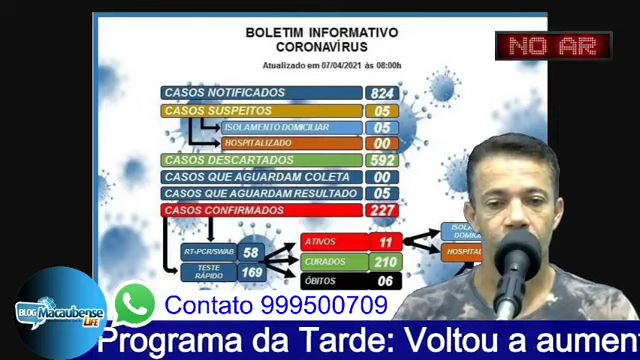 BOLETIM INFORMATIVO
CORONAVÍRUS
Atualizado em 07/04/2021 às 08:00h
NO AR
CASOS NOTIFICADOS 824
CASOS SUSPEITOS 05
ISOLAMENTO DOMICILIAR 05
HOSPITALIZADO 00
CASOS DESCARTADOS 592
CASOS QUE AGUARDAM COLETA 00
CASOS QUE AGUARDAM RESULTADO 05
CASOS CONFIRMADOS 227
RT-PCR/SWAB 58
TESTE RÁPIDO 169
ATIVOS 11
CURADOS 210
ÓBITOS 06
BLOG
Macaubense
LIFE
Contato 999500709
Programa da Tarde: Voltou a aumen